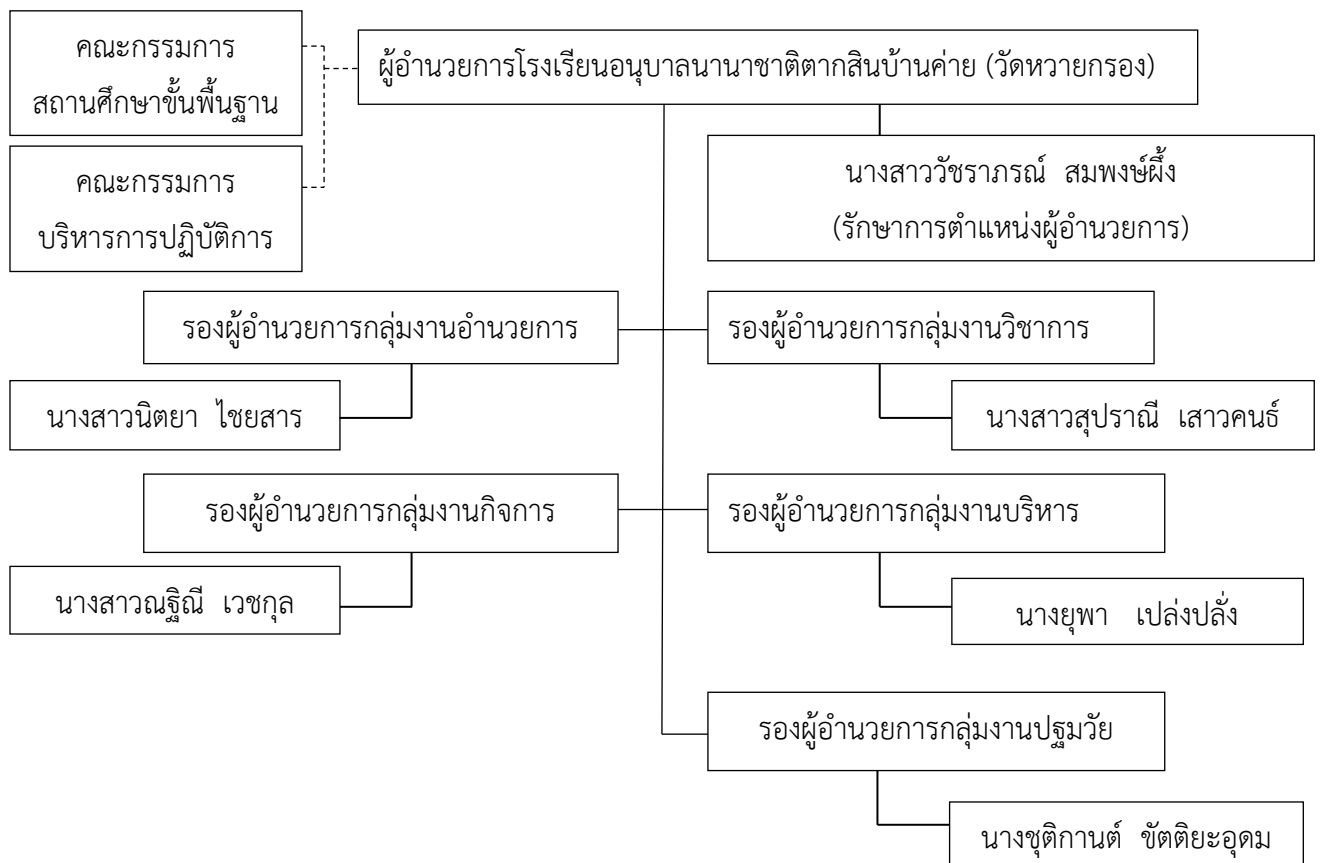 คณะกรรมการ
สถานศึกษาขั้นพื้นฐาน
ผู้อำนวยการโรงเรียนอนุบาลนานาชาติตากสินบ้านค่าย (วัดหวายกรอง)
คณะกรรมการ
บริหารการปฏิบัติการ
นางสาววัชราภรณ์ สมพงษ์ผึ้ง
(รักษาการตำแหน่งผู้อำนวยการ)
รองผู้อำนวยการกลุ่มงานอำนวยการ
รองผู้อำนวยการกลุ่มงานวิชาการ
นางสาวนิตยา ไชยสาร
นางสาวสุปราณี เสาวคนธ์
รองผู้อำนวยการกลุ่มงานกิจการ
รองผู้อำนวยการกลุ่มงานบริหาร
นางสาวณฐิณี เวชกุล
นางยุพา เปล่งปลั่ง
รองผู้อำนวยการกลุ่มงานปฐมวัย
นางชุติกานต์ ขัตติยะอุดม